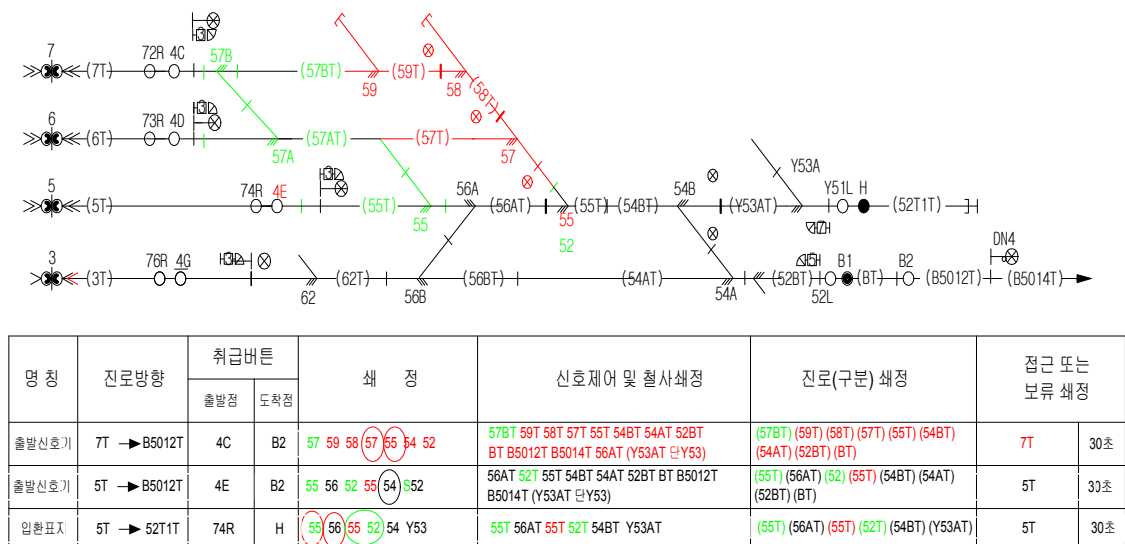 7 72R 4C 3 57B
(7T) (57BT) 59 (59T) 58 (58T)
6 73R 4D 3
(6T) 57A (57AT) (57T) 57
5 74R 4E 3 56A 54B Y53A Y51L H
(5T) (55T) 55 (56AT) 55 (55T) (54BT) (Y53AT) (52T1T)
52
3 76R 4G 3 7 5 B1 B2 DN4
(3T) 62 (62T) 56B (56BT) (54AT) 54A (52BT) 52L (BT) (B5012T) (B5014T)
명 칭 진로방향 취급버튼 쇄 정 신호제어 및 철사쇄정 진로(구분) 쇄정 접근 또는
보류 쇄정
출발점 도착점
출발신호기 7T B5012T 4C B2 57 59 58 57 55 54 52 57BT 59T 58T 57T 55T 54BT 54AT 52BT (57BT) (59T) (58T) (57T) (55T) (54BT) 7T 30초
BT B5012T B5014T 56AT (Y53AT 단Y53) (54AT) (52BT) (BT)
출발신호기 5T B5012T 4E B2 55 56 52 55 54 S52 56AT 52T 55T 54BT 54AT 52BT BT B5012T (55T) (56AT) (52) (55T) (54BT) (54AT) 5T 30초
B5014T (Y53AT 단Y53) (52BT) (BT)
입환표지 5T 52T1T 74R H 55 56 55 52 54 Y53 55T 56AT 55T 52T 54BT Y53AT (55T) (56AT) (55T) (52T) (54BT) (Y53AT) 5T 30초